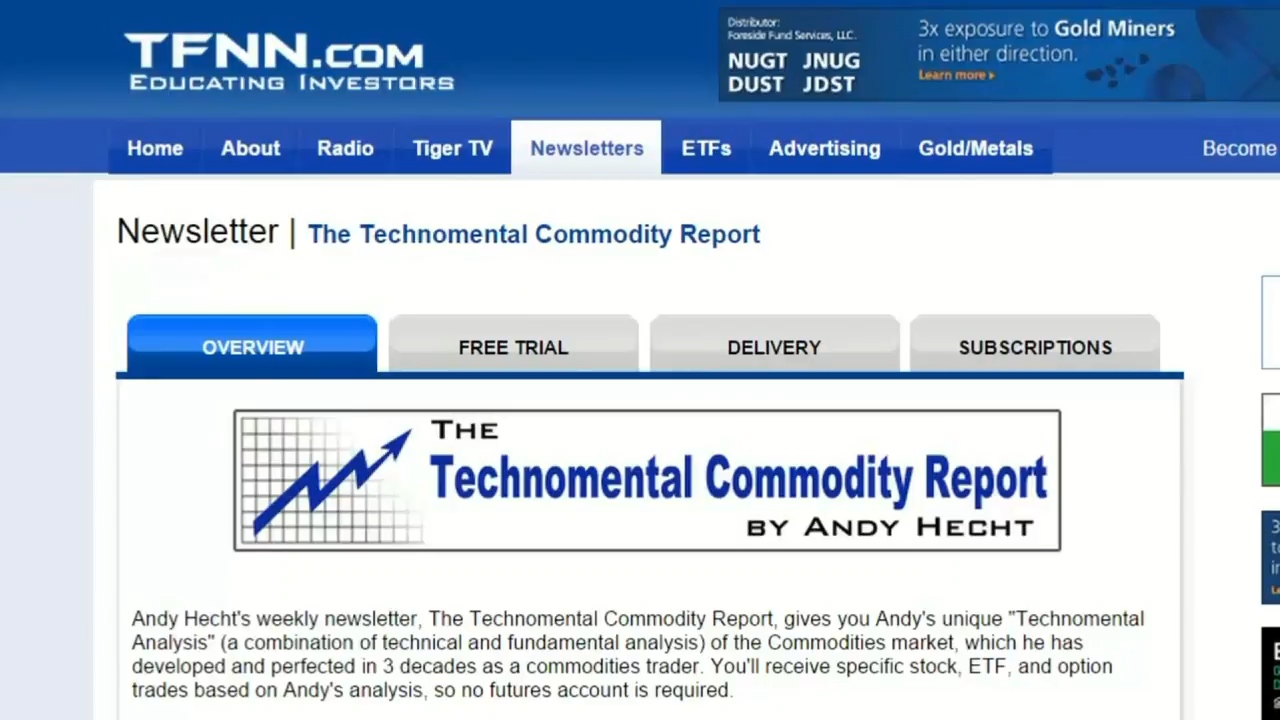 TFNN.COM
EDUCATING INVESTORS
Distributor:
Foreside Fund Services, LLC.
NUGT JNUG
DUST JDST
3x exposure to Gold Miners
in either direction.
Learn more
Home About Radio Tiger TV Newsletters ETFs Advertising Gold/Metals Become
Newsletter | The Technomental Commodity Report
OVERVIEW FREE TRIAL DELIVERY SUBSCRIPTIONS
THE
Technomental Commodity Report
BY ANDY HECHT
Andy Hecht's weekly newsletter, The Technomental Commodity Report, gives you Andy's unique "Technomental
Analysis" (a combination of technical and fundamental analysis) of the Commodities market, which he has
developed and perfected in 3 decades as a commodities trader. You'll receive specific stock, ETF, and option
trades based on Andy's analysis, so no futures account is required.